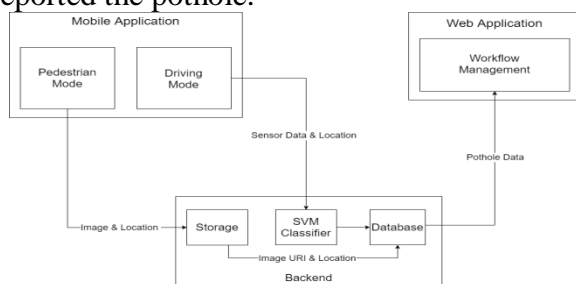 eported the pothole.
Mobile Application
Pedestrian
Mode
Driving
Mode
Web Application
Workflow
Management
Sensor Data & Location
Pothole Data
Image & Location
Storage
SVM
Classifier
Database
Image URI & Location
Backend